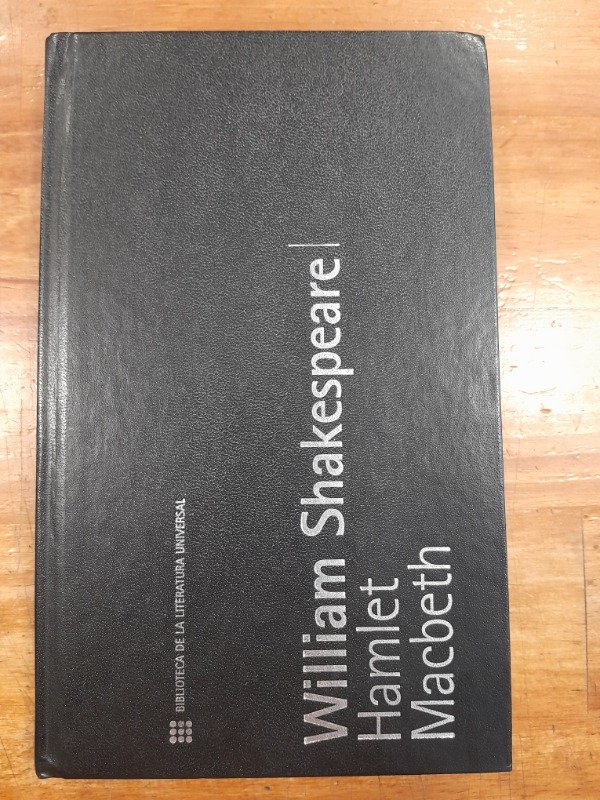 BIBLIOTECA DE LA LITERATURA UNIVERSAL
William Shakespeare|
Hamlet
Macbeth